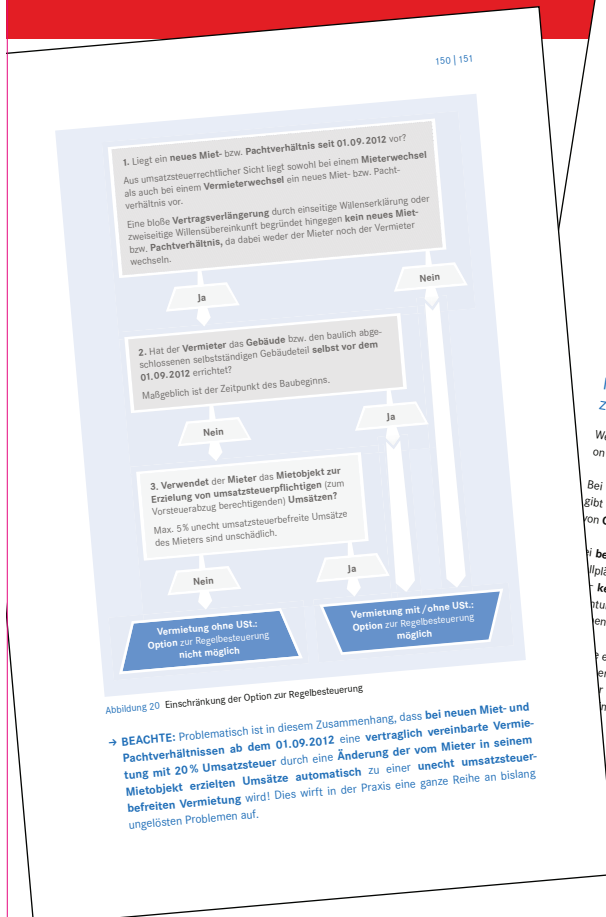 150 | 151
1. Liegt ein neues Miet- bzw. Pachtverhältnis seit 01.09.2012 vor?
Aus umsatzsteuerrechtlicher Sicht liegt sowohl bei einem Mieterwechsel
als auch bei einem Vermieterwechsel ein neues Miet- bzw. Pacht-
verhältnis vor.
Eine bloße Vertragsverlängerung durch einseitige Willenserklärung oder
zweiseitige Willensübereinkunft begründet hingegen kein neues Miet-
bzw. Pachtverhältnis, da dabei weder der Mieter noch der Vermieter
wechseln.
Ja
Nein
2. Hat der Vermieter das Gebäude bzw. den baulich abge-
schlossenen selbstständigen Gebäudeteil selbst vor dem
01.09.2012 errichtet?
Maßgeblich ist der Zeitpunkt des Baubeginns.
Nein
Ja
3. Verwendet der Mieter das Mietobjekt zur
Erzielung von umsatzsteuerpflichtigen (zum
Vorsteuerabzug berechtigenden) Umsätzen?
Max. 5% unecht umsatzsteuerbefreite Umsätze
des Mieters sind unschädlich.
Nein
Ja
Vermietung ohne USt.:
Option zur Regelbesteuerung
nicht möglich
Vermietung mit /ohne USt.:
Option zur Regelbesteuerung
möglich
Abbildung 20 Einschränkung der Option zur Regelbesteuerung
→ BEACHTE: Problematisch ist in diesem Zusammenhang, dass bei neuen Miet- und
Pachtverhältnissen ab dem 01.09.2012 eine vertraglich vereinbarte Vermie-
tung mit 20% Umsatzsteuer durch eine Änderung der vom Mieter in seinem
Mietobjekt erzielten Umsätze automatisch zu einer unecht umsatzsteuer-
befreiten Vermietung wird! Dies wirft in der Praxis eine ganze Reihe an bislang
ungelösten Problemen auf.
on
Bei
gibt
von